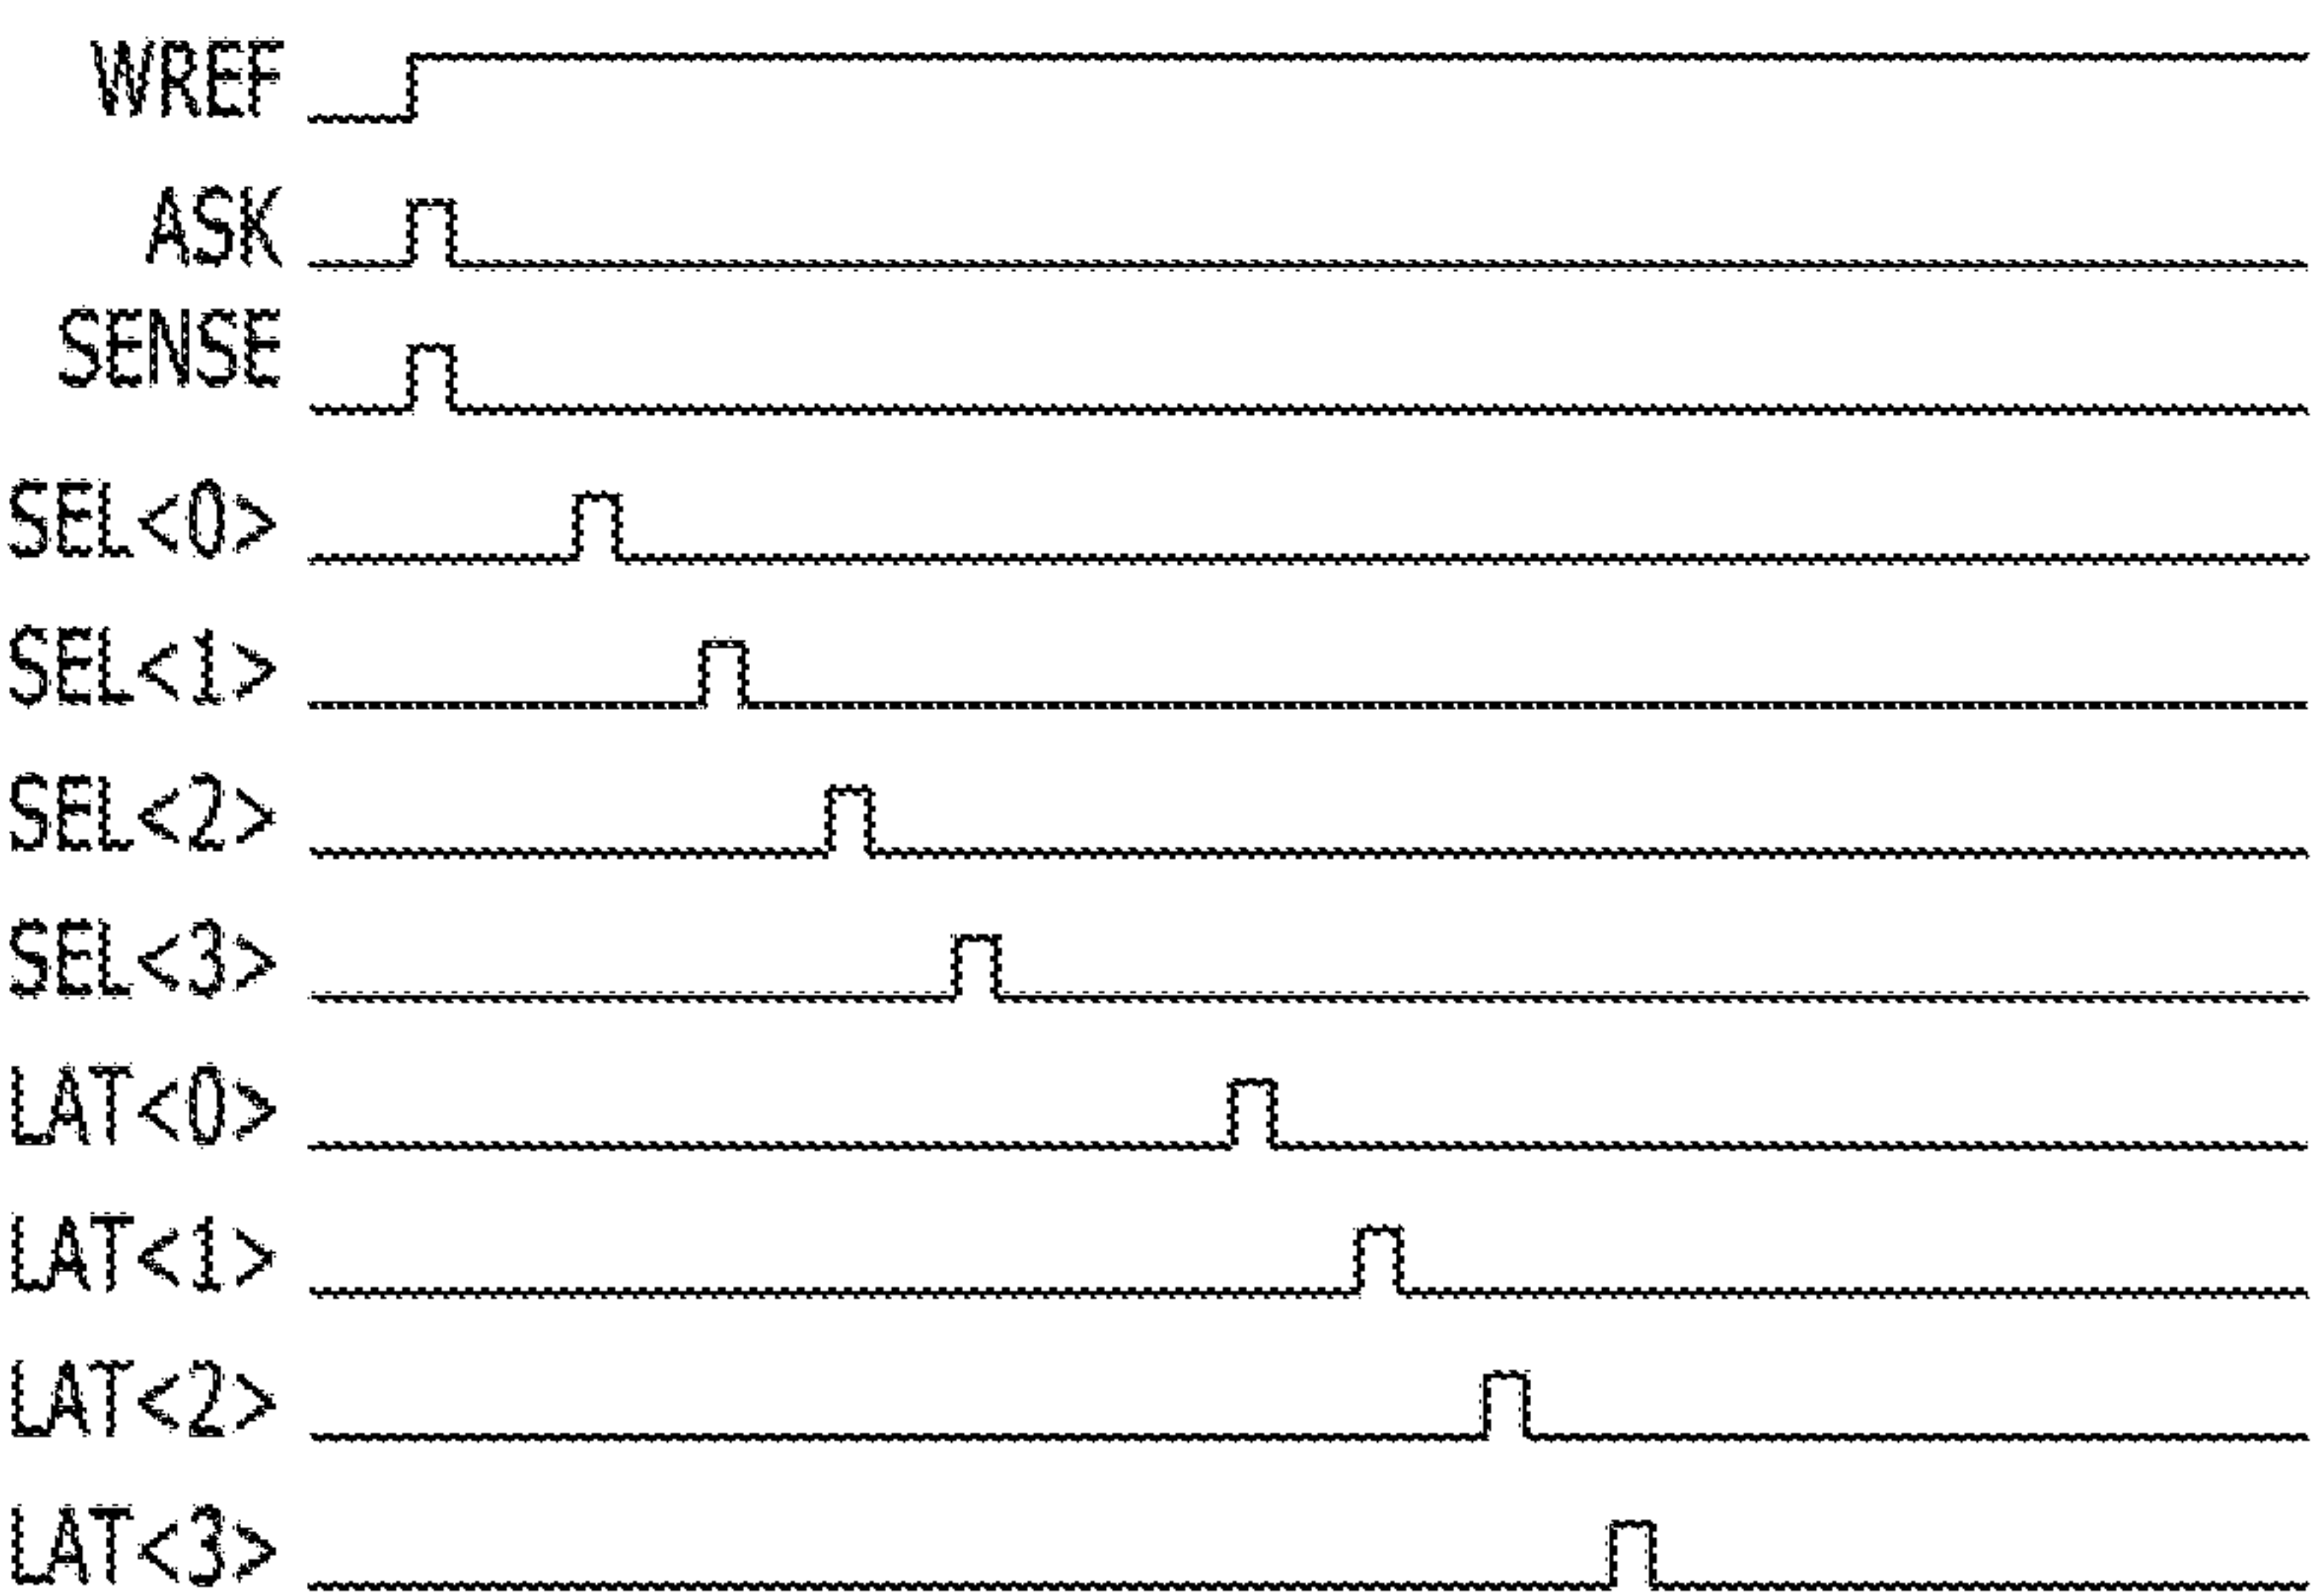 WREF
ASK
SENSE
SEL<0>
SEL<1>
SEL<2>
SEL<3>
LAT<0>
LAT<1>
LAT<2>
LAT<3>